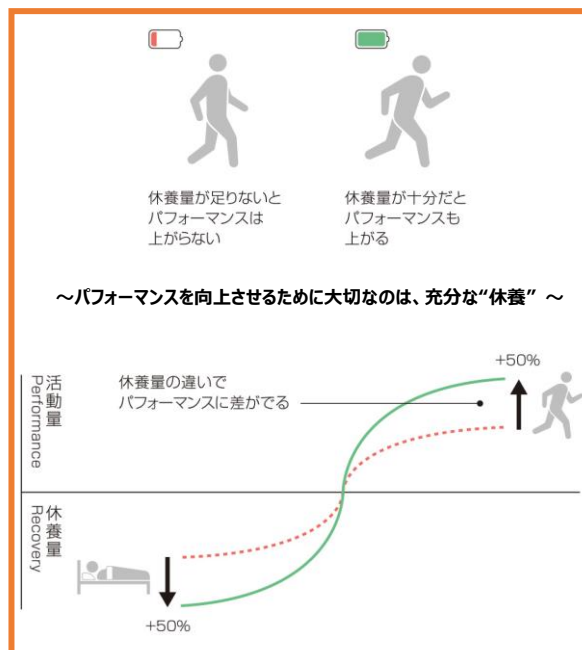 休養量が足りないと
パフォーマンスは
上がらない
休養量が十分だと
パフォーマンスも
上がる
～パフォーマンスを向上させるために大切なのは、充分な“休養” ～
+50%
活動量
Performance
休養量の違いで
パフォーマンスに差がでる
休養量
Recovery
+50%